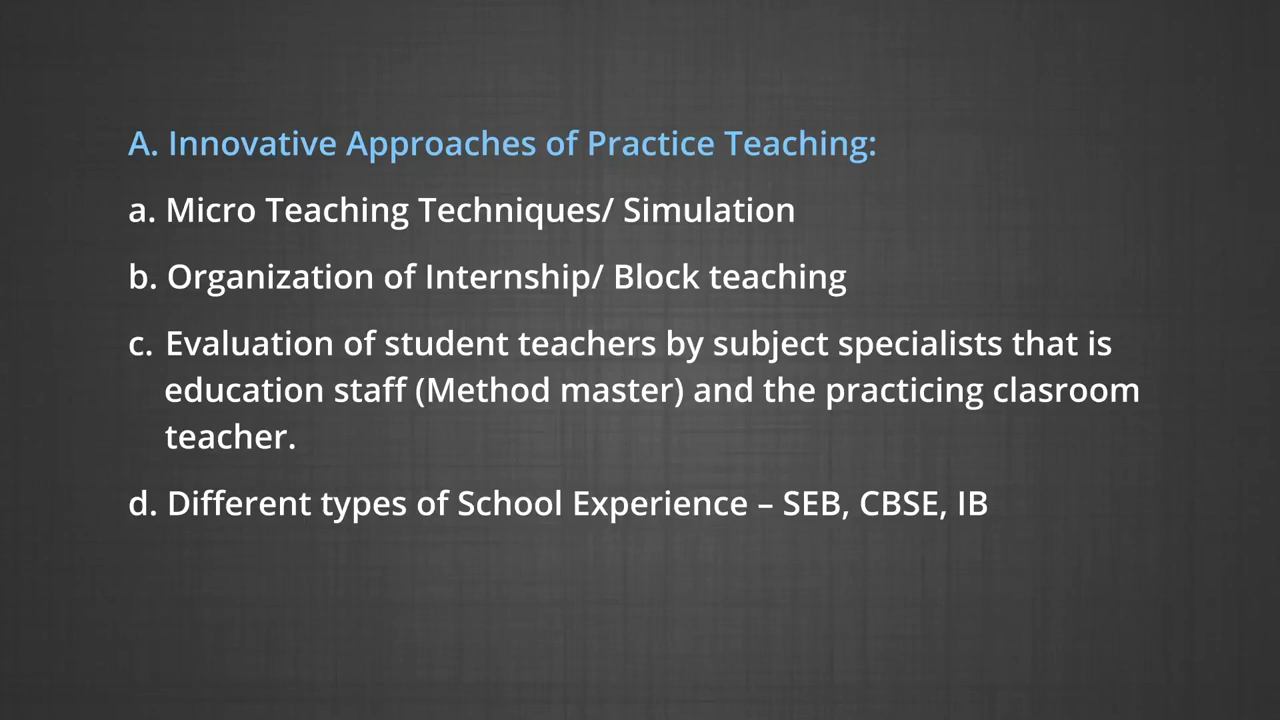 A. Innovative Approaches of Practice Teaching:
a. Micro Teaching Techniques/ Simulation
b. Organization of Internship/ Block teaching
c. Evaluation of student teachers by subject specialists that is
education staff (Method master) and the practicing clasroom
teacher.
d. Different types of School Experience – SEB, CBSE, IB